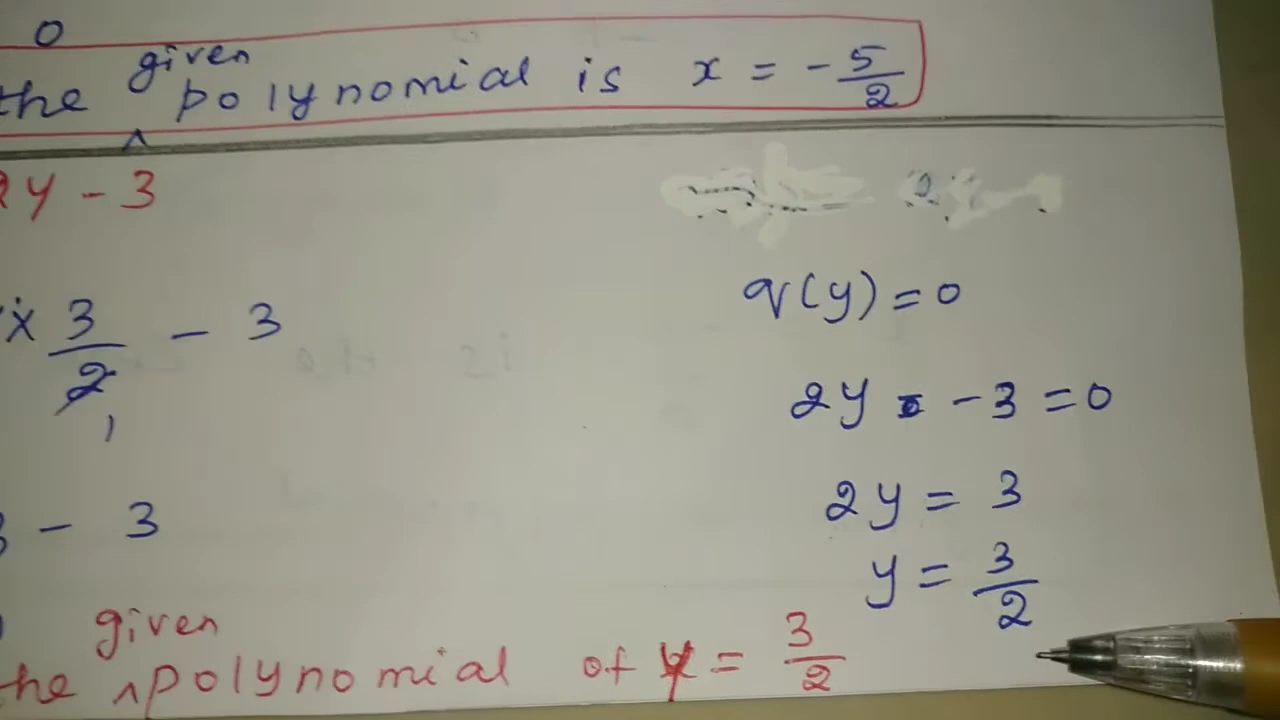 0
given
the polynomial is x = - 5/2
^
2y - 3
q(y) = 0
x 3/2 - 3
1
2y - 3 = 0
2y = 3
3 - 3
y = 3/2
given
the ^ polynomial of y = 3/2